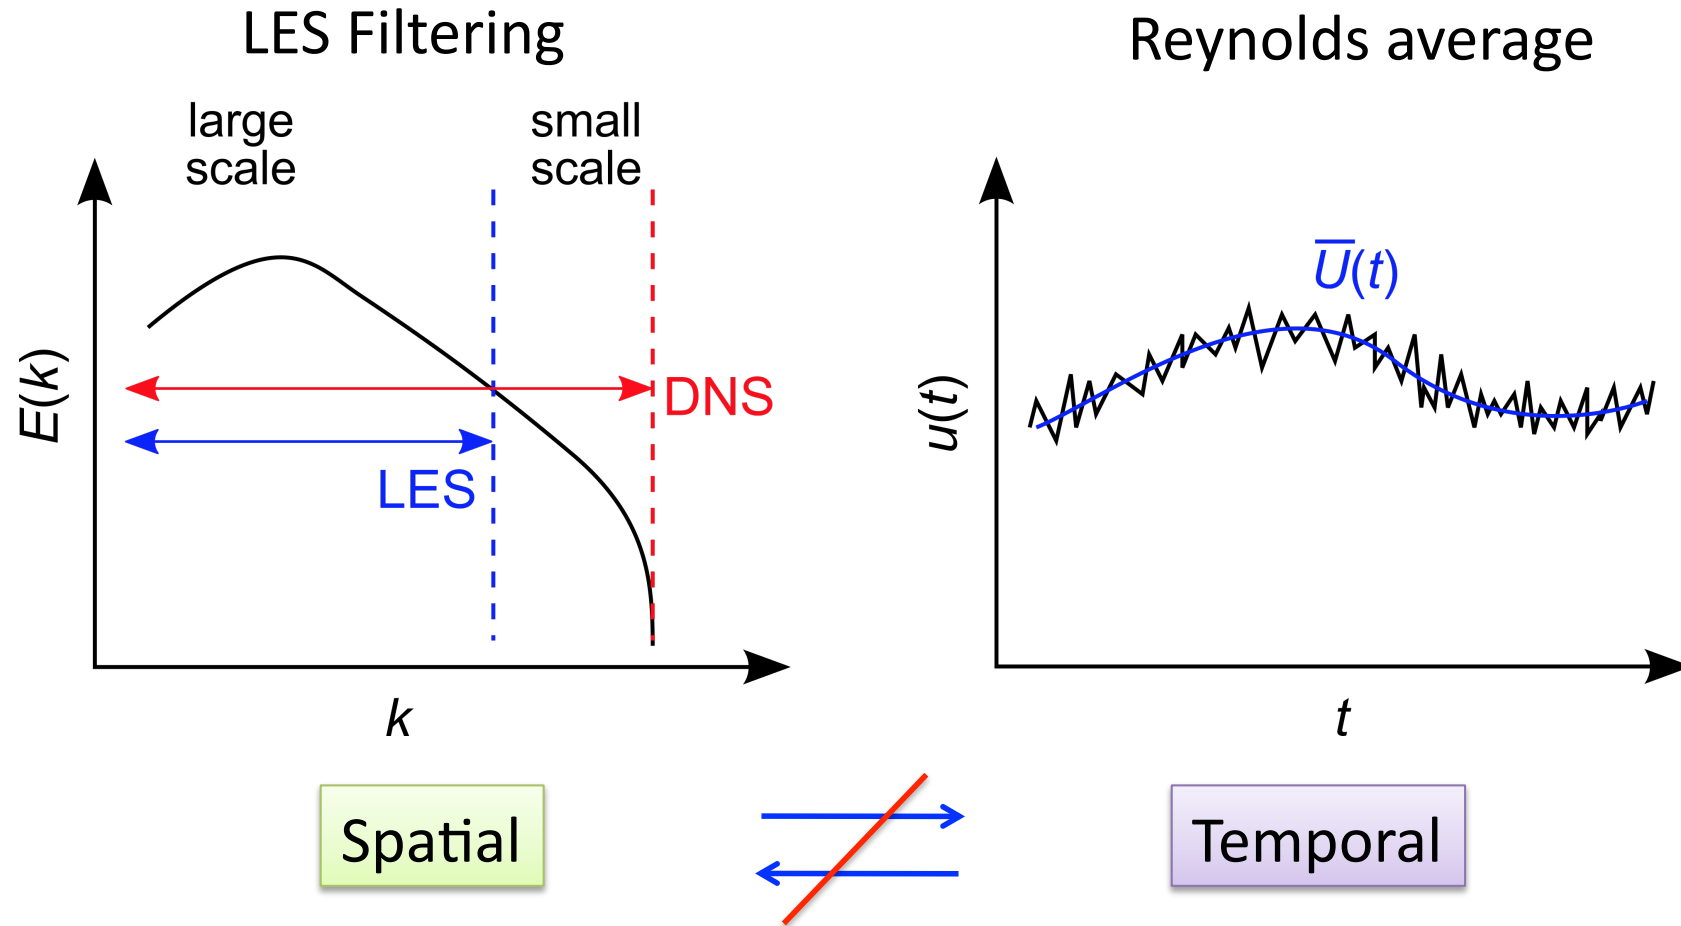 LES Filtering
large
scale
small
scale
E(k)
DNS
LES
k
Reynolds average
U̅(t)
u(t)
t
Spatial
Temporal